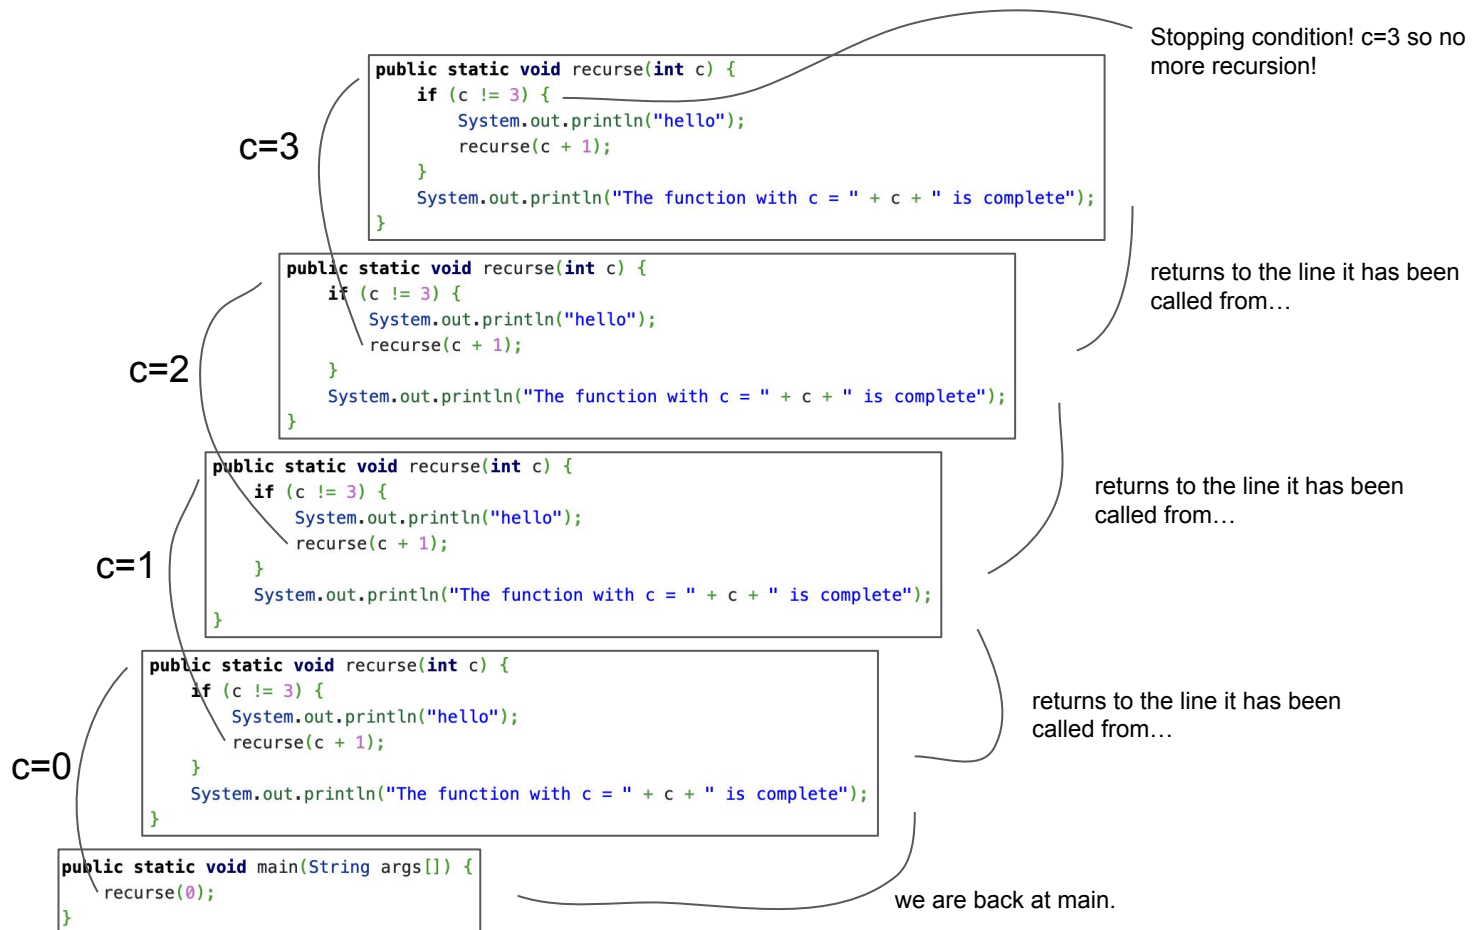 Stopping condition! c=3 so no
more recursion!
c=3
public static void recurse(int c) {
    if (c != 3) {
        System.out.println("hello");
        recurse(c + 1);
    }
    System.out.println("The function with c = " + c + " is complete");
}
returns to the line it has been
called from…
c=2
public static void recurse(int c) {
    if (c != 3) {
        System.out.println("hello");
        recurse(c + 1);
    }
    System.out.println("The function with c = " + c + " is complete");
}
returns to the line it has been
called from…
c=1
public static void recurse(int c) {
    if (c != 3) {
        System.out.println("hello");
        recurse(c + 1);
    }
    System.out.println("The function with c = " + c + " is complete");
}
returns to the line it has been
called from…
c=0
public static void recurse(int c) {
    if (c != 3) {
        System.out.println("hello");
        recurse(c + 1);
    }
    System.out.println("The function with c = " + c + " is complete");
}
public static void main(String args[]) {
    recurse(0);
}
we are back at main.